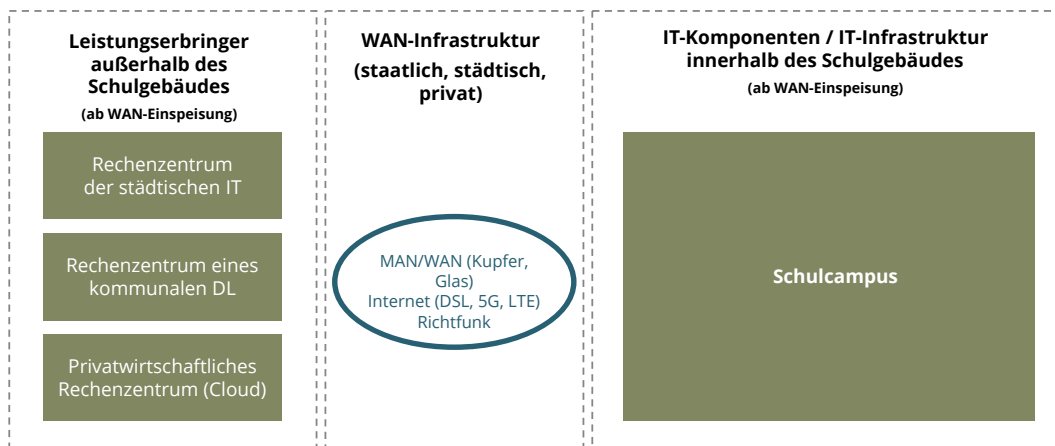 Leistungserbringer
außerhalb des
Schulgebäudes
(ab WAN-Einspeisung)
Rechenzentrum
der städtischen IT
Rechenzentrum eines
kommunalen DL
Privatwirtschaftliches
Rechenzentrum (Cloud)
WAN-Infrastruktur
(staatlich, städtisch,
privat)
MAN/WAN (Kupfer,
Glas)
Internet (DSL, 5G, LTE)
Richtfunk
IT-Komponenten / IT-Infrastruktur
innerhalb des Schulgebäudes
(ab WAN-Einspeisung)
Schulcampus